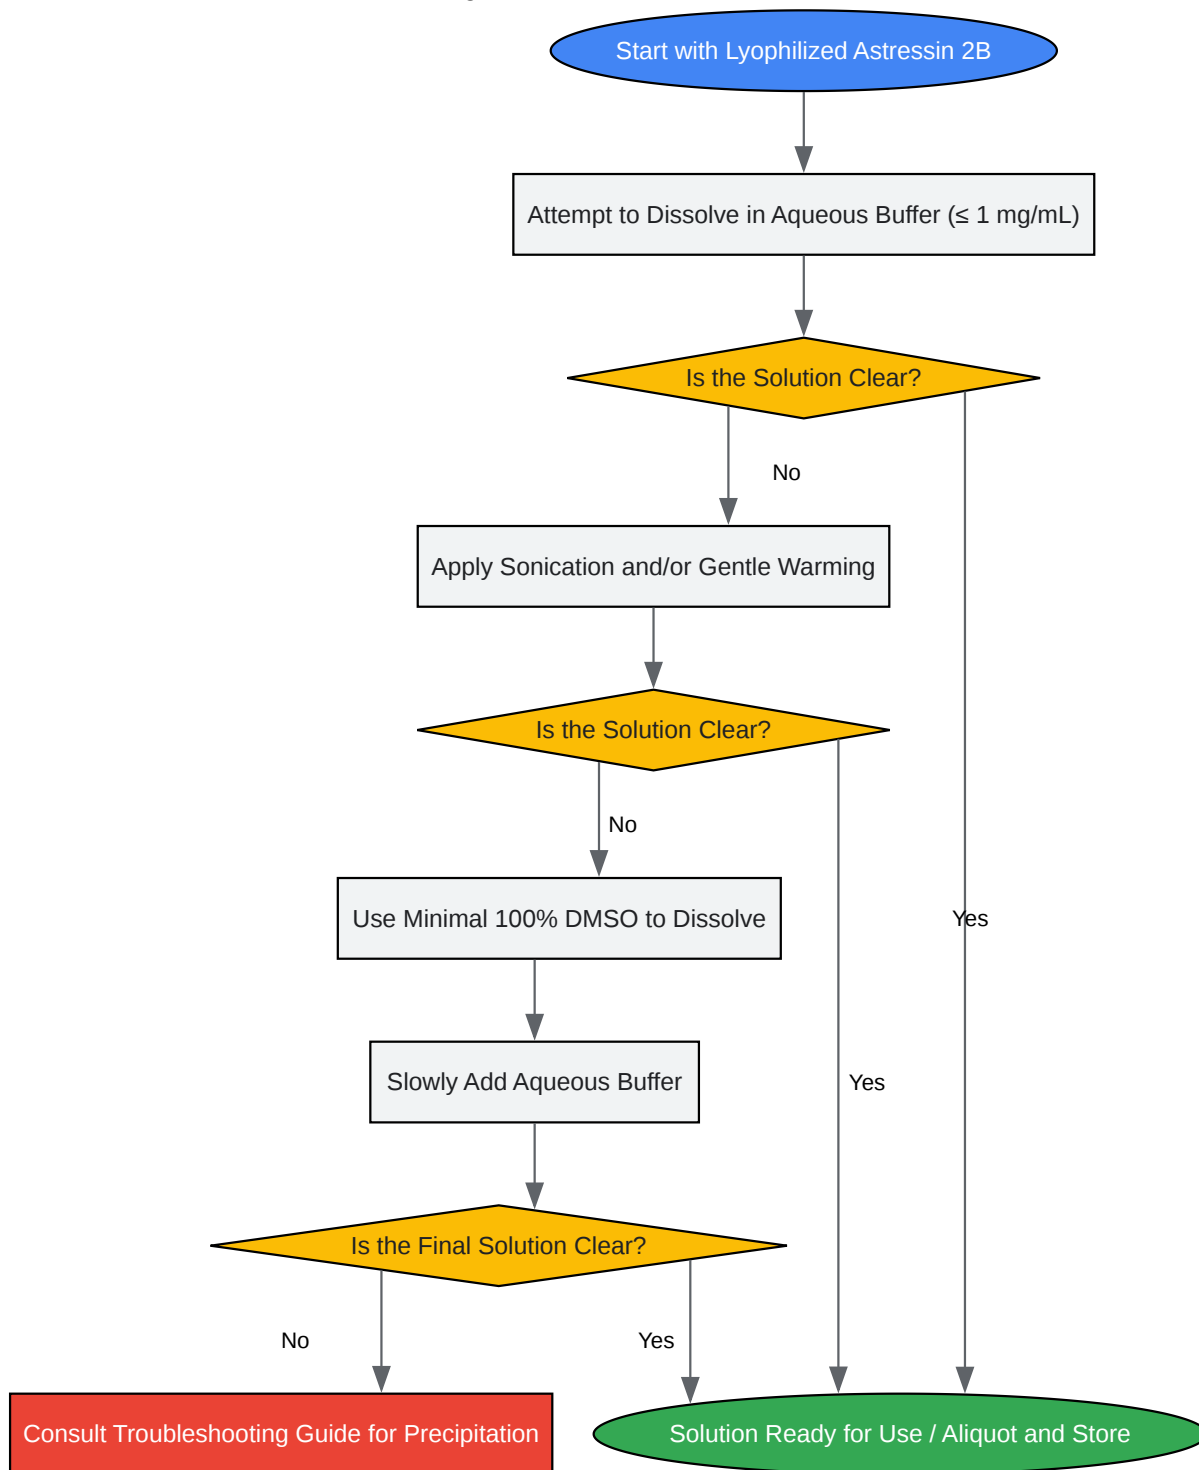 Start with Lyophilized Astressin 2B
Attempt to Dissolve in Aqueous Buffer (≤ 1 mg/mL)
Is the Solution Clear?
No
Apply Sonication and/or Gentle Warming
Is the Solution Clear?
No
Use Minimal 100% DMSO to Dissolve
Yes
Slowly Add Aqueous Buffer
Yes
Is the Final Solution Clear?
No
Yes
Consult Troubleshooting Guide for Precipitation
Solution Ready for Use / Aliquot and Store